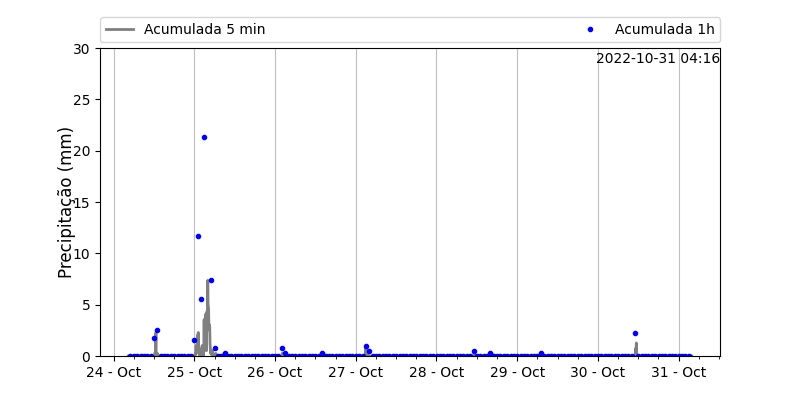 Acumulada 5 min
Acumulada 1h
2022-10-31 04:16
Precipitação (mm)
30
25
20
15
10
5
0
24 - Oct
25 - Oct
26 - Oct
27 - Oct
28 - Oct
29 - Oct
30 - Oct
31 - Oct